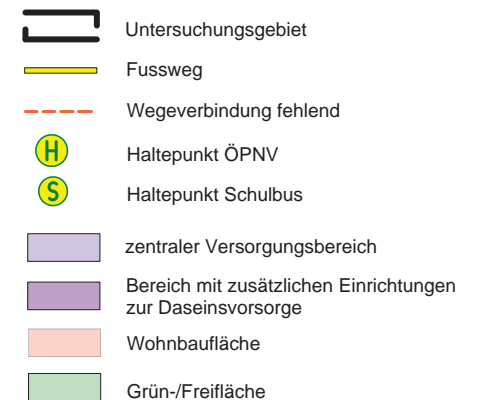 Untersuchungsgebiet
Fussweg
Wegeverbindung fehlend
H Haltepunkt ÖPNV
S Haltepunkt Schulbus
zentraler Versorgungsbereich
Bereich mit zusätzlichen Einrichtungen
zur Daseinsvorsorge
Wohnbaufläche
Grün-/Freifläche